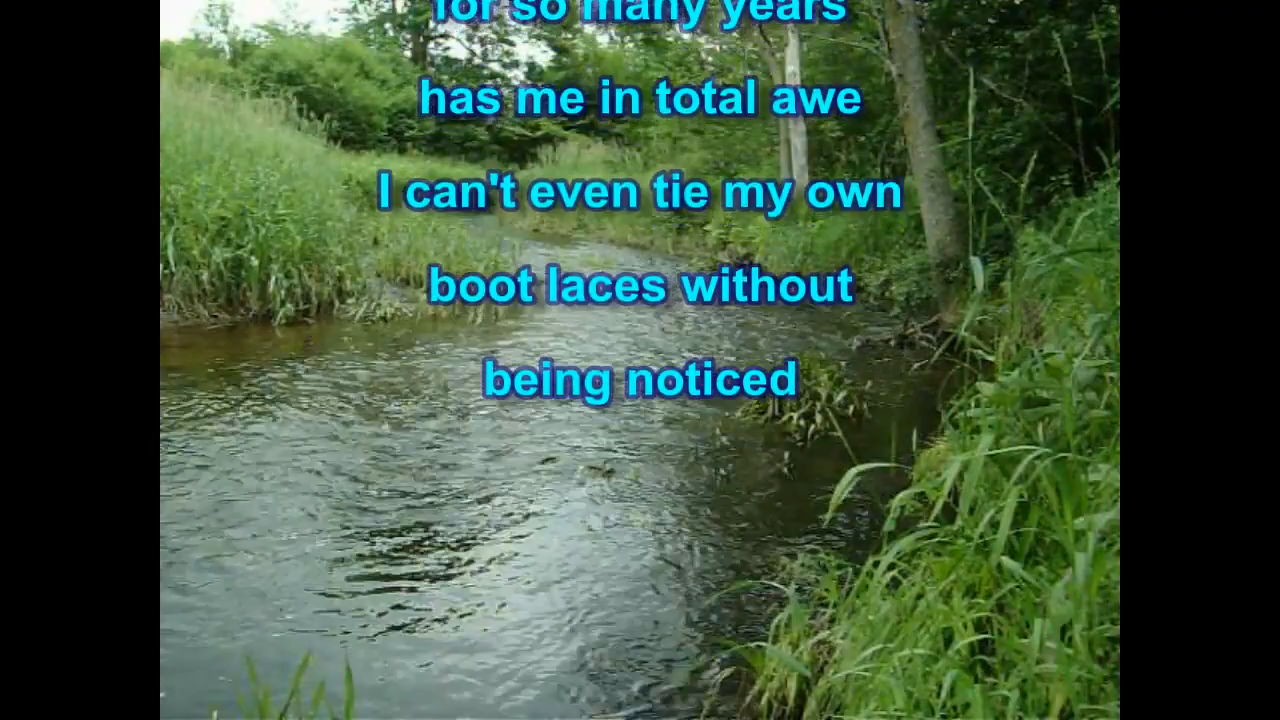 for so many years
has me in total awe
I can't even tie my own
boot laces without
being noticed